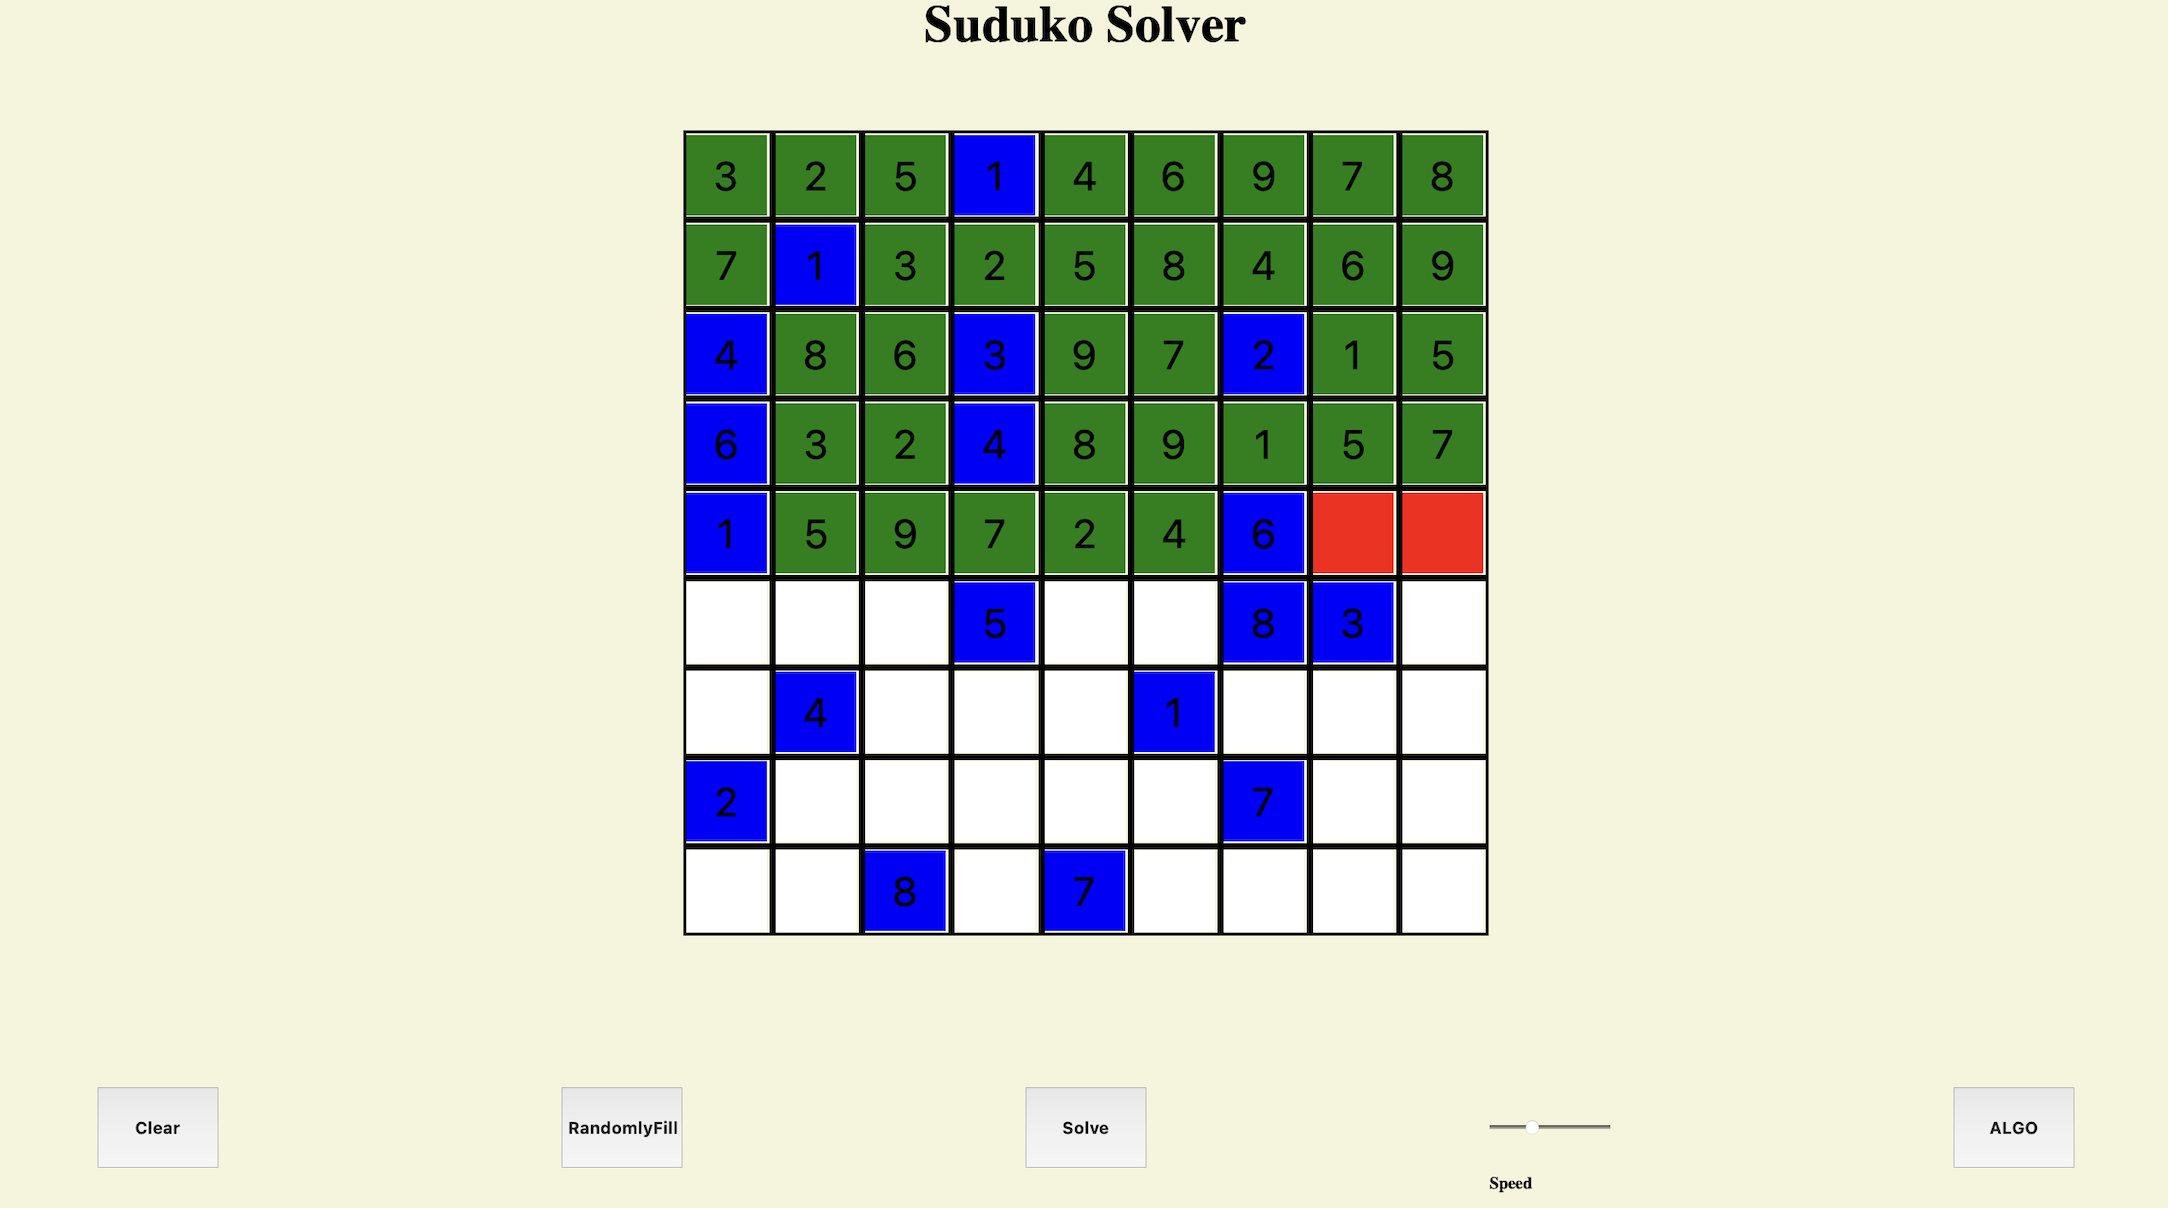 Suduko Solver
3 2 5 1 4 6 9 7 8
7 1 3 2 5 8 4 6 9
4 8 6 3 9 7 2 1 5
6 3 2 4 8 9 1 5 7
1 5 9 7 2 4 6
5 8 3
4 1
2 7
8 7
Clear RandomlyFill Solve ALGO
Speed